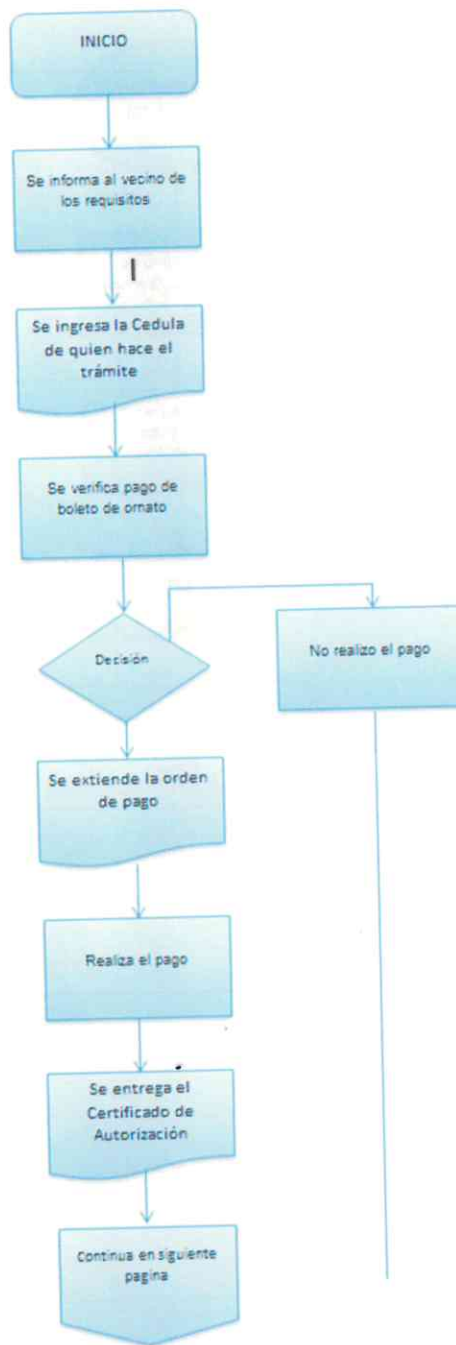 INICIO
Se informa al vecino de
los requisitos
Se ingresa la Cedula
de quien hace el
trámite
Se verifica pago de
boleto de ornato
Decisión
No realizo el pago
Se extiende la orden
de pago
Realiza el pago
Se entrega el
Certificado de
Autorización
Continua en siguiente
pagina